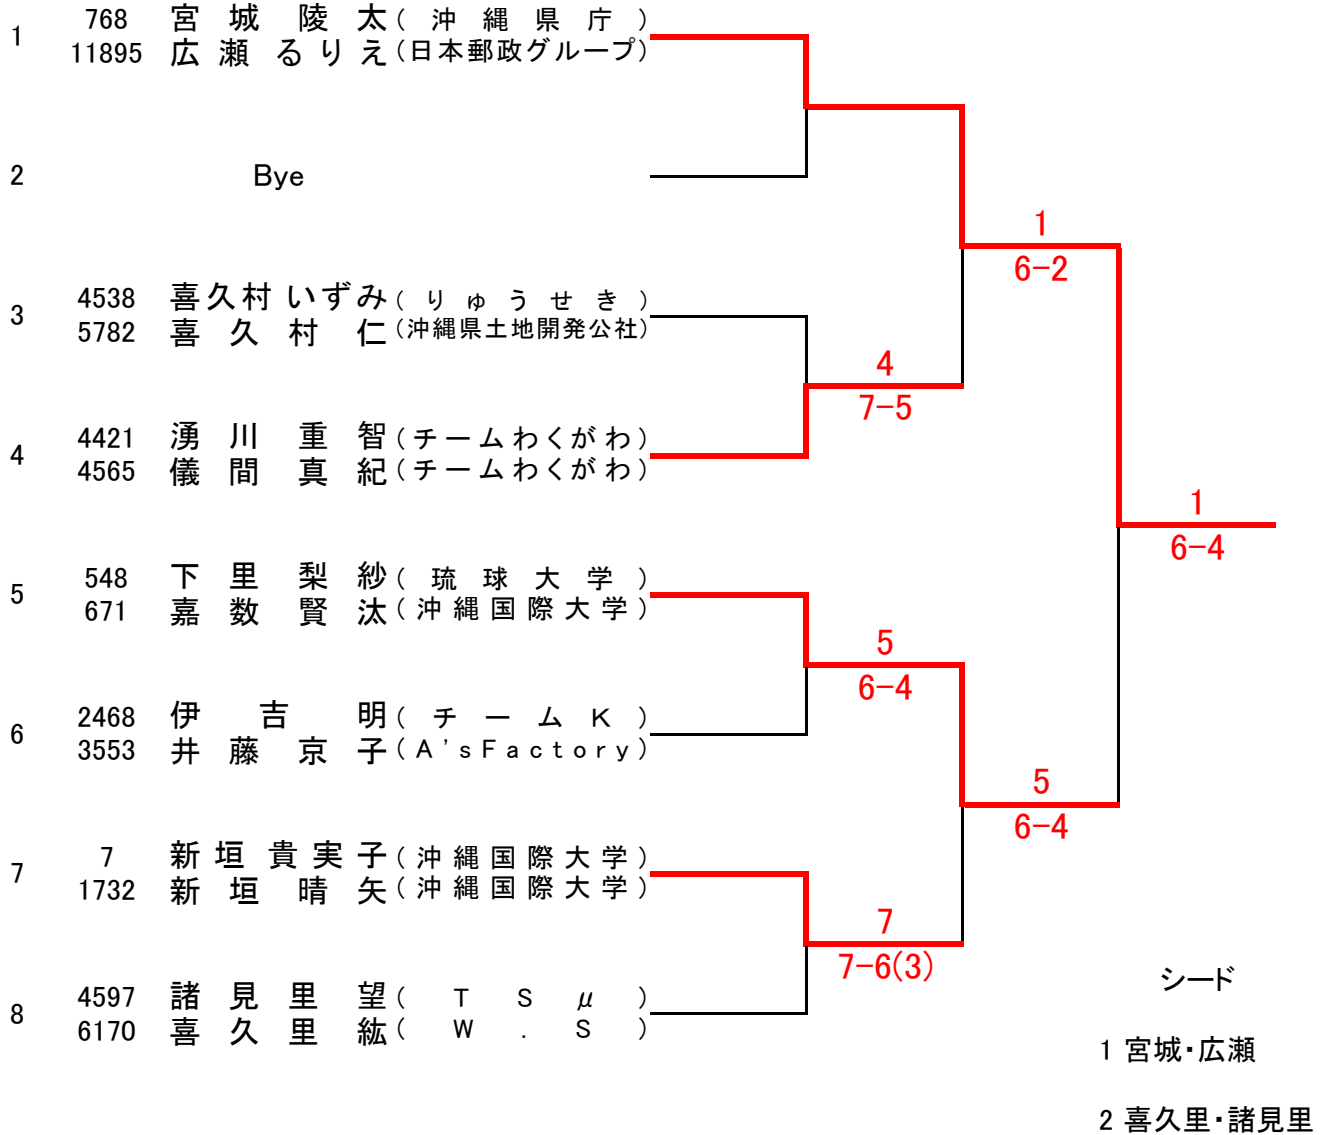 1 768 宮城 陵太 (沖縄県庁)
11895 広瀬るりえ (日本郵政グループ)
2 Bye
1
6-2
3 4538 喜久村いずみ (りゅうせき)
5782 喜久村 仁 (沖縄県土地開発公社)
4
7-5
4 4421 湧川 重智 (チームわくがわ)
4565 儀間 真紀 (チームわくがわ)
1
6-4
5 548 下里 梨紗 (琉球大学)
671 嘉数 賢汰 (沖縄国際大学)
5
6-4
6 2468 伊吉 明 (チームK)
3553 井藤 京子 (A'sFactory)
5
6-4
7 7 新垣貴実子 (沖縄国際大学)
1732 新垣 晴矢 (沖縄国際大学)
7
7-6(3)
8 4597 諸見里 望 (TSμ)
6170 喜久里 紘 (W.S)
シード
1 宮城・広瀬
2 喜久里・諸見里